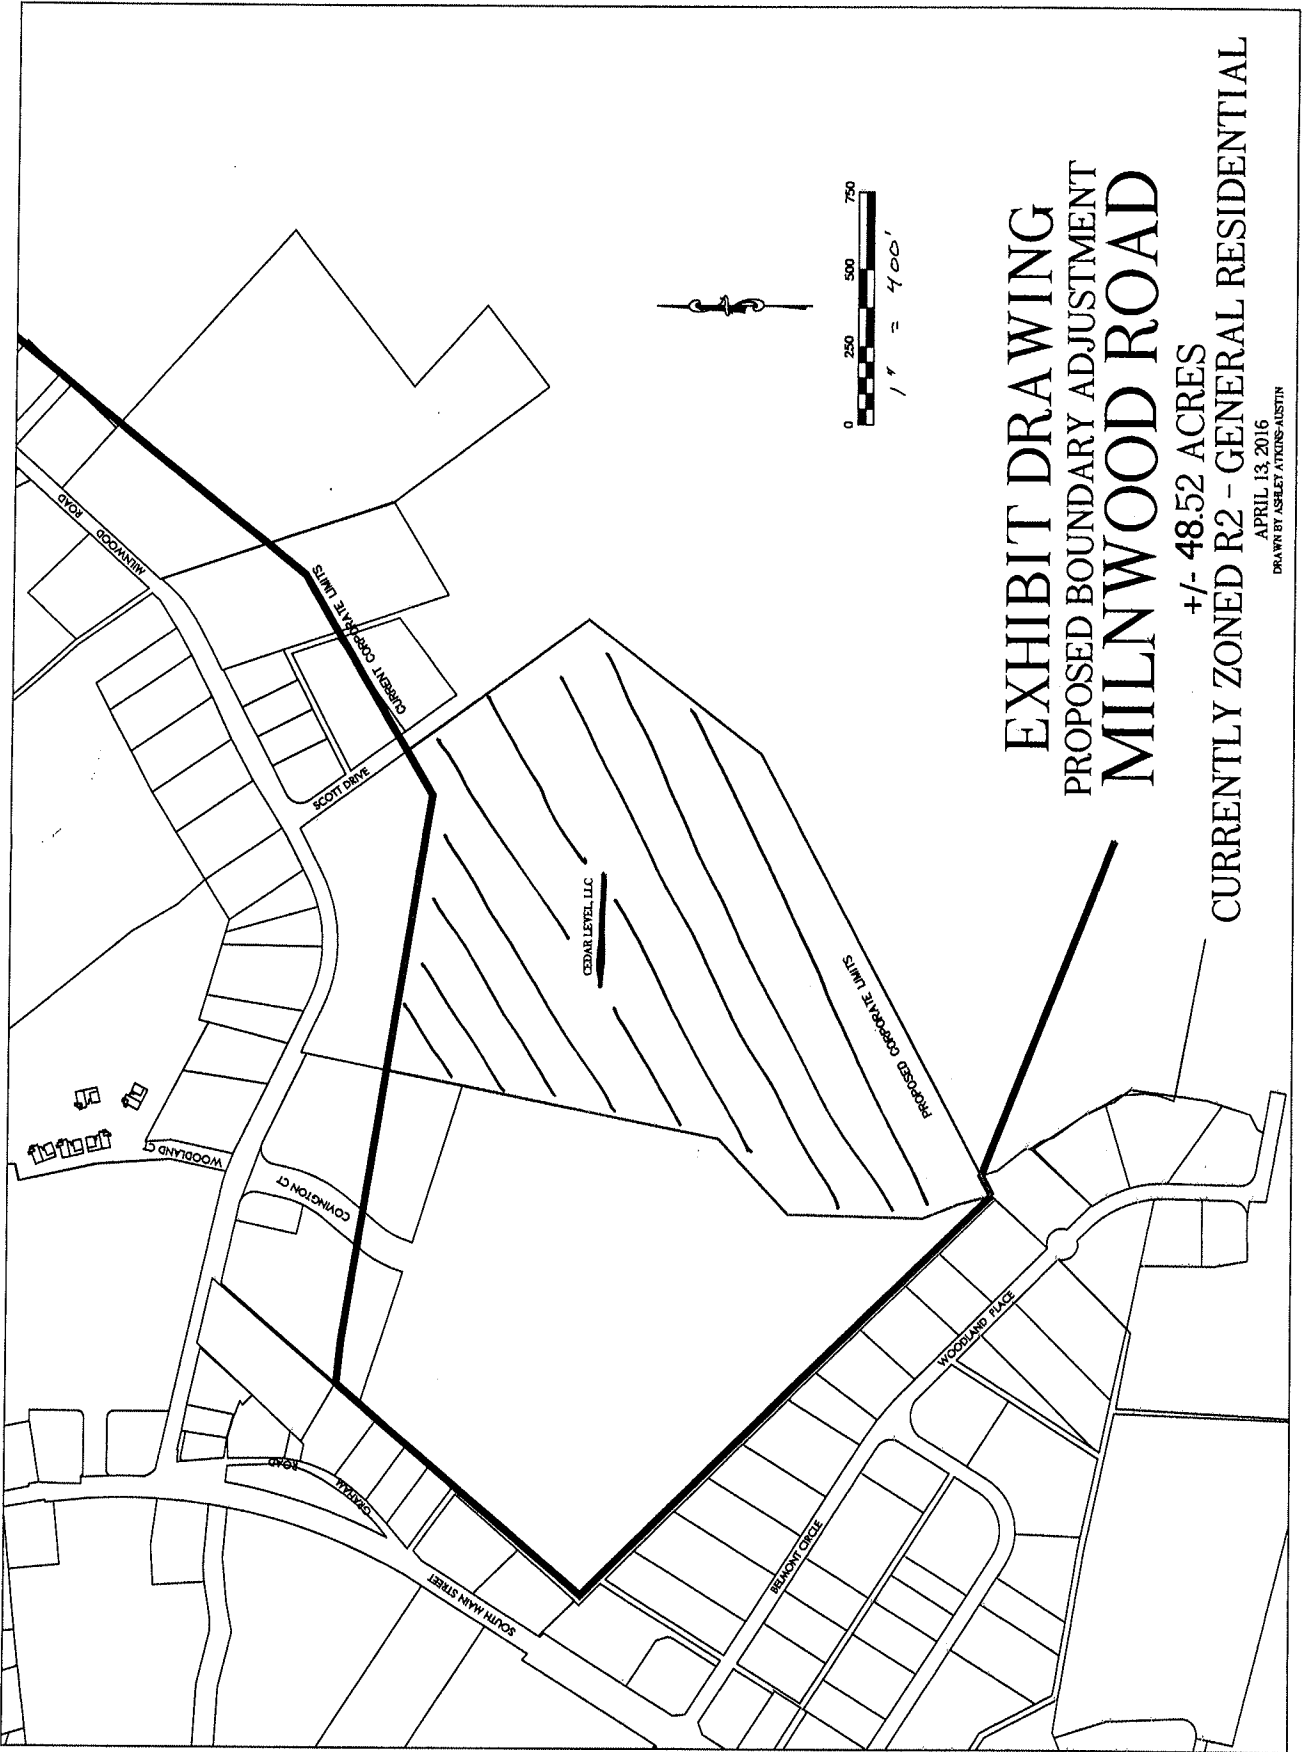 EXHIBIT DRAWING
PROPOSED BOUNDARY ADJUSTMENT
MILNWOOD ROAD
+/- 48.52 ACRES
CURRENTLY ZONED R2 - GENERAL RESIDENTIAL
APRIL 13, 2016
DRAWN BY ASHLEY ATKINS-AUSTIN
0 250 500 750
1" = 400'
MILNWOOD ROAD
CURRENT CORPORATE LIMITS
SCOTT DRIVE
CEDAR LEVEL, LLC
PROPOSED CORPORATE LIMITS
WOODLAND CT
COVINGTON CT
GRAHAM ROAD
SOUTH MAIN STREET
WOODLAND PLACE
BELMONT CIRCLE